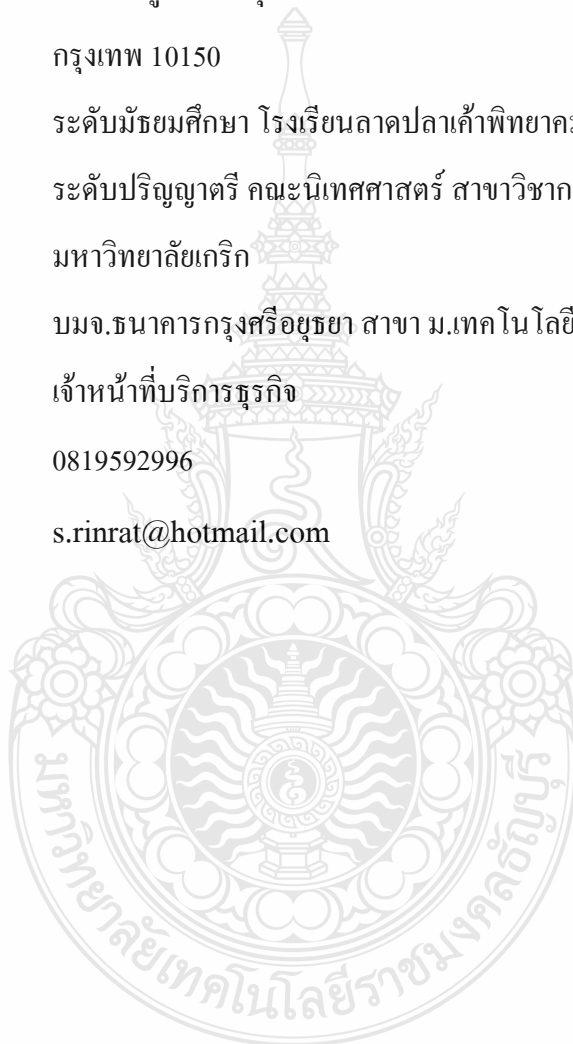 กรุงเทพ 10150
ระดับมัธยมศึกษา โรงเรียนลาดปลาเค้าพิทยาคม
ระดับปริญญาตรี คณะนิเทศศาสตร์ สาขาวิชาก
มหาวิทยาลัยเกริก
บมจ.ธนาคารกรุงศรีอยุธยา สาขา ม.เทคโนโลยี
เจ้าหน้าที่บริการธุรกิจ
0819592996
s.rinrat@hotmail.com
มหาวิทยาลัยเทคโนโลยีราชมงคลธัญบุรี